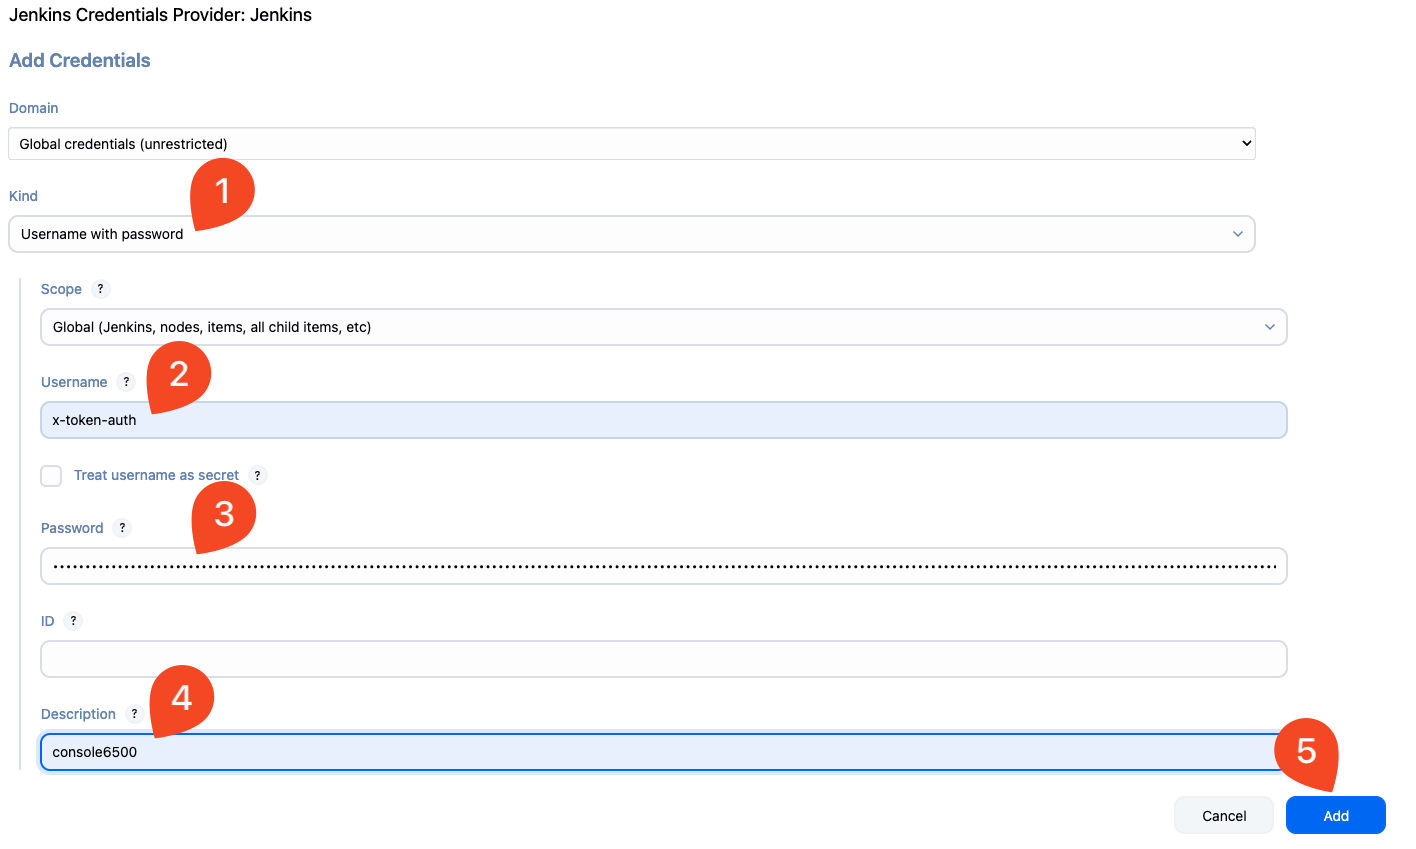 Jenkins Credentials Provider: Jenkins
Add Credentials
Domain
Global credentials (unrestricted)
1
Kind
Username with password
Scope ?
Global (Jenkins, nodes, items, all child items, etc)
2
Username ?
x-token-auth
Treat username as secret ?
3
Password ?
ID ?
4
Description ?
console6500
5
Cancel Add